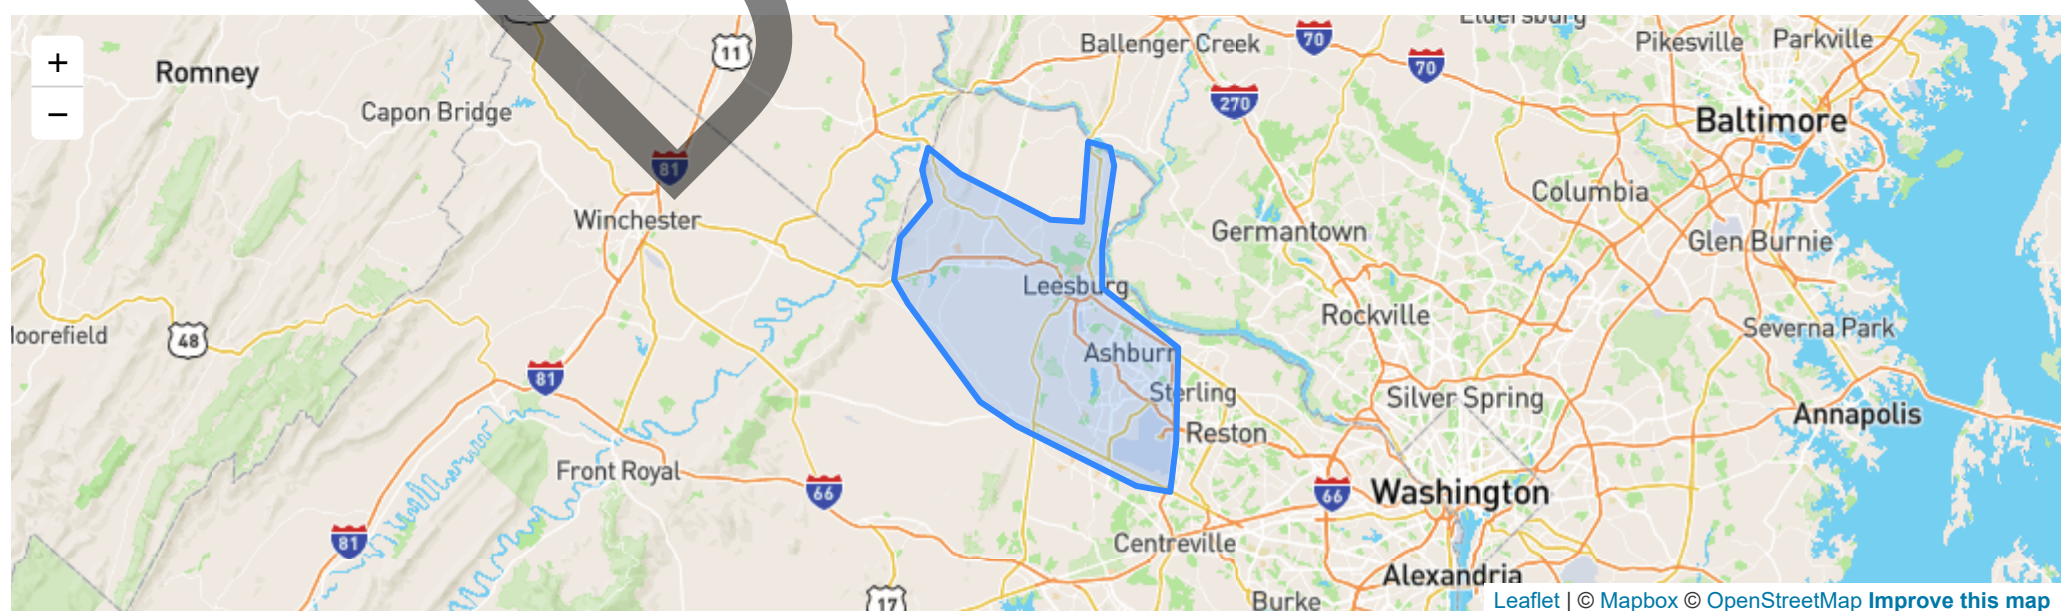 Eldersburg
+
11
70
Ballenger Creek
Pikesville
Parkville
Romney
70
270
Capon Bridge
−
Baltimore
81
Columbia
Winchester
Germantown
Glen Burnie
Leesburg
Rockville
Severna Park
48
Ashburn
81
Sterling
Silver Spring
Annapolis
Reston
Front Royal
66
66
Washington
81
Centreville
Alexandria
17
Burke
Leaflet | © Mapbox © OpenStreetMap Improve this map